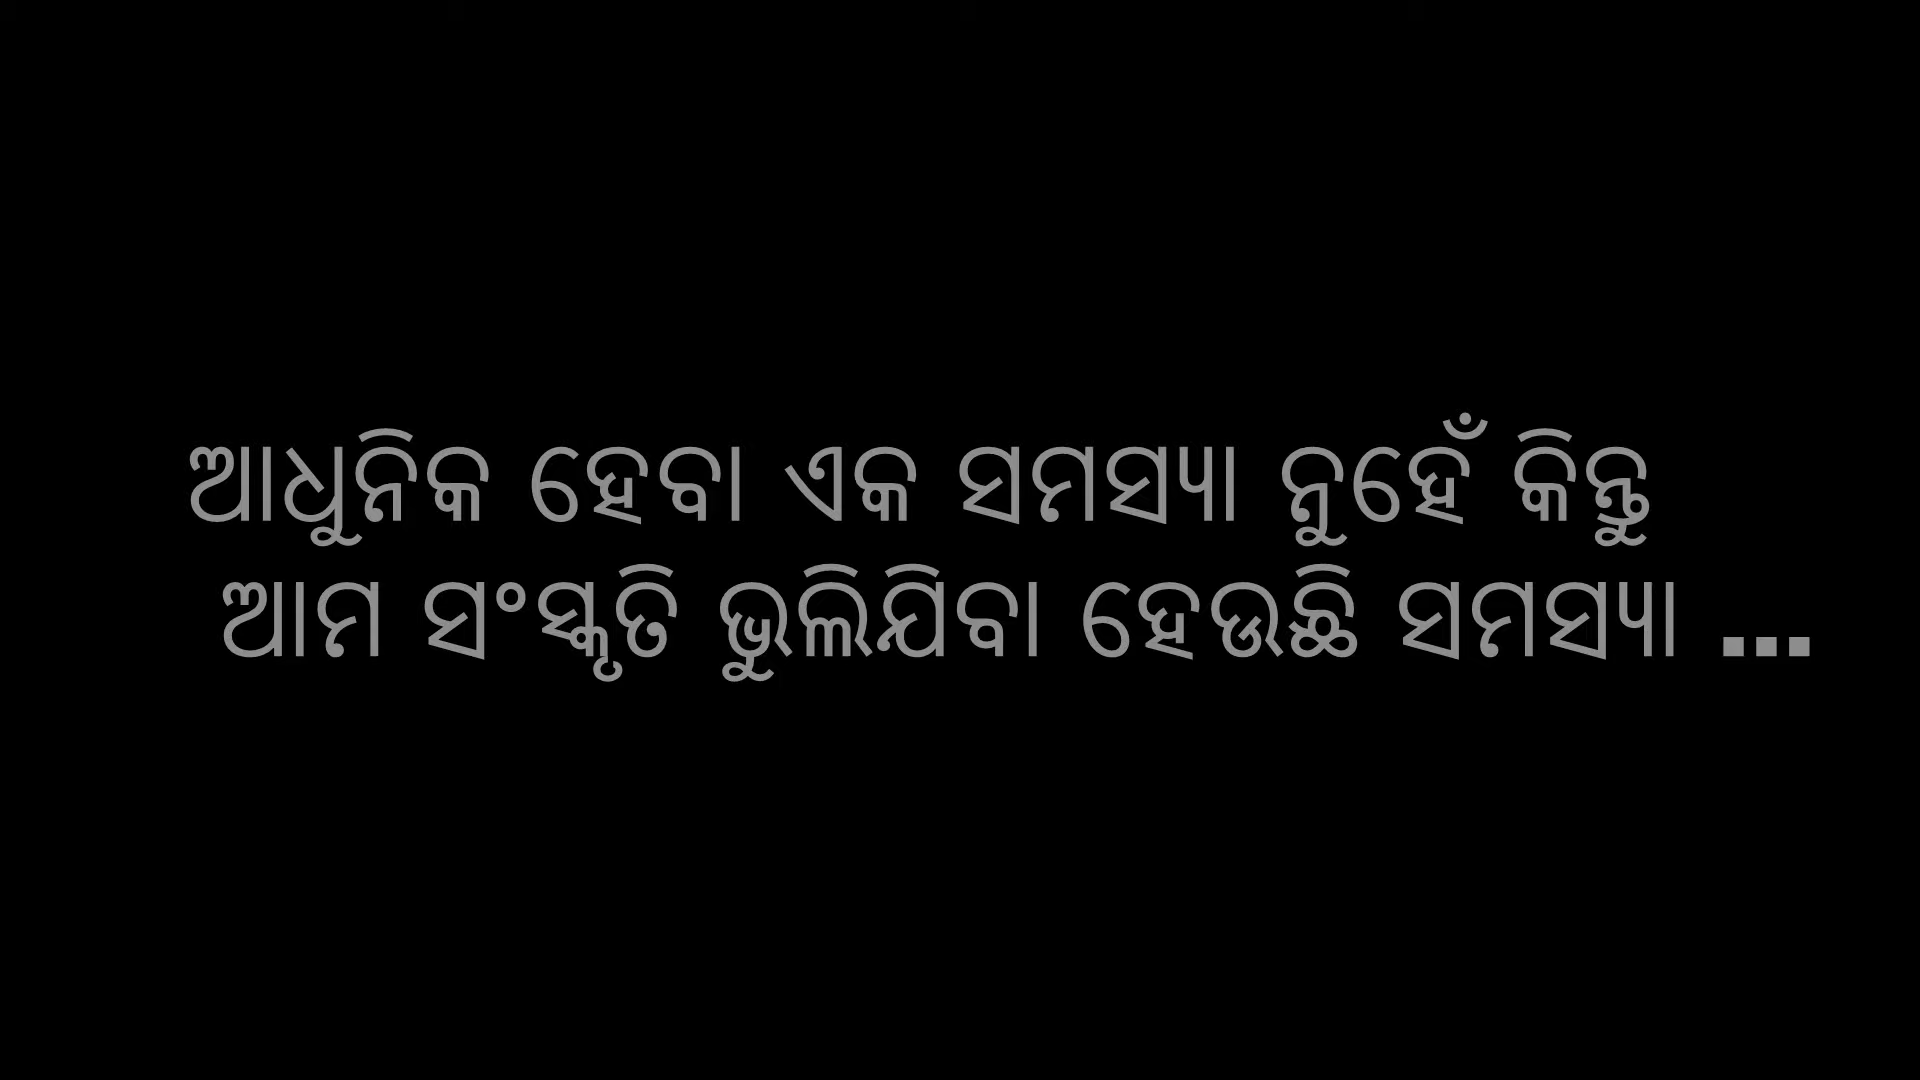 ଆଧୁନିକ ହେବା ଏକ ସମସ୍ୟା ନୁହେଁ କିନ୍ତୁ
ଆମ ସଂସ୍କୃତି ଭୁଲିଯିବା ହେଉଛି ସମସ୍ୟା ...